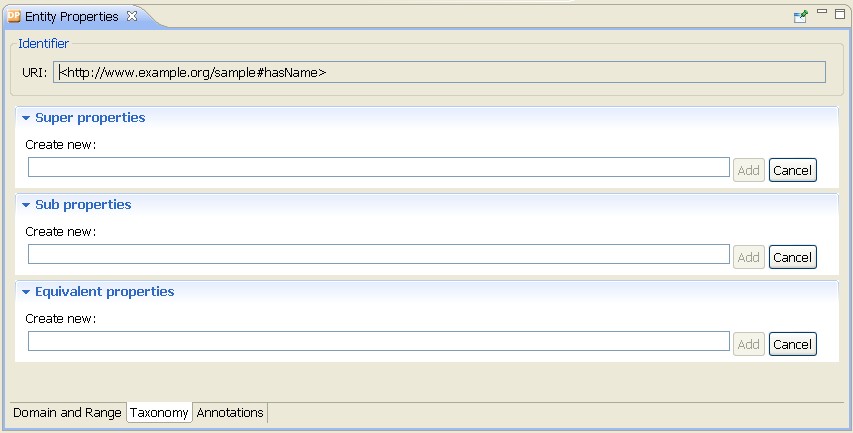 DP Entity Properties
Identifier
URI: <http://www.example.org/sample#hasName>
Super properties
Create new:
Add Cancel
Sub properties
Create new:
Add Cancel
Equivalent properties
Create new:
Add Cancel
Domain and Range Taxonomy Annotations